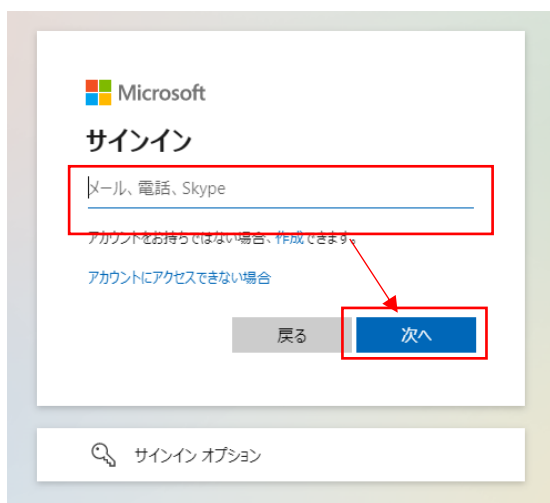 Microsoft
サインイン
メール、電話、Skype
アカウントをお持ちではない場合、作成できます。
アカウントにアクセスできない場合
戻る
次へ
サインイン オプション